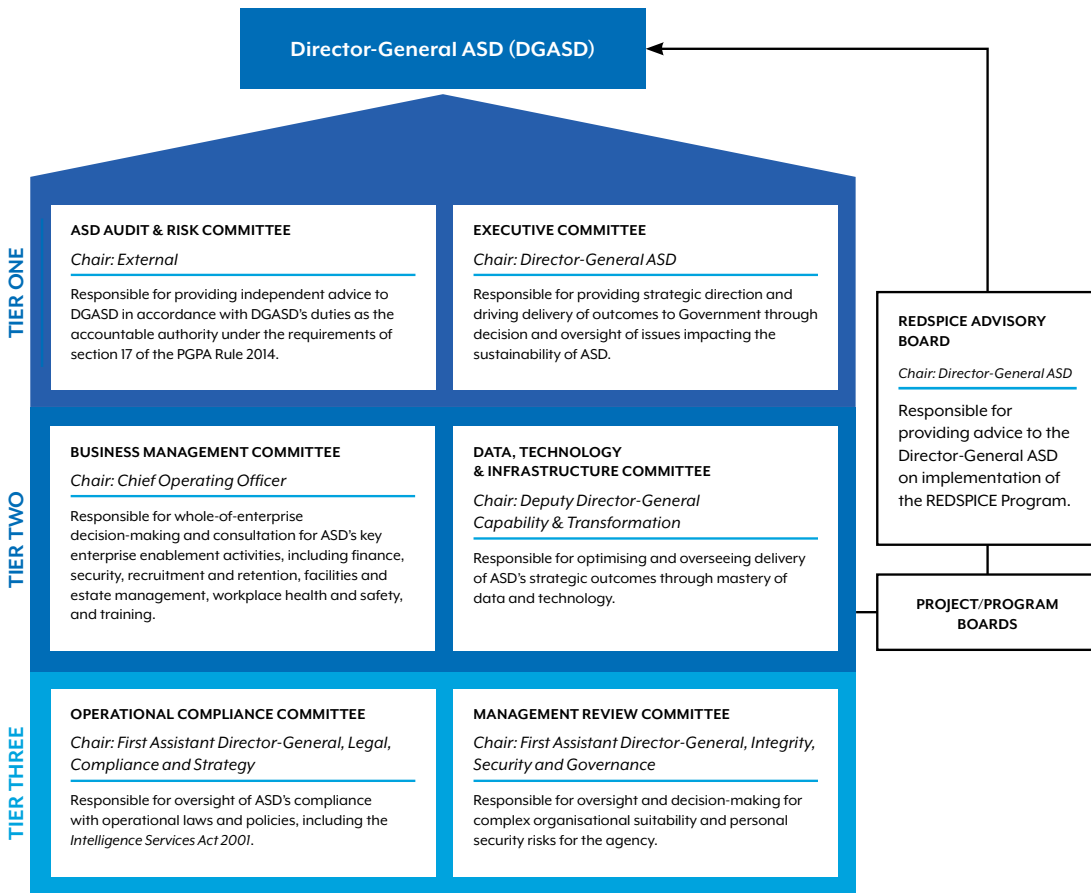 Director-General ASD (DGASD)
TIER ONE
ASD AUDIT & RISK COMMITTEE
Chair: External
Responsible for providing independent advice to
DGASD in accordance with DGASD's duties as the
accountable authority under the requirements of
section 17 of the PGPA Rule 2014.
EXECUTIVE COMMITTEE
Chair: Director-General ASD
Responsible for providing strategic direction and
driving delivery of outcomes to Government through
decision and oversight of issues impacting the
sustainability of ASD.
TIER TWO
BUSINESS MANAGEMENT COMMITTEE
Chair: Chief Operating Officer
Responsible for whole-of-enterprise
decision-making and consultation for ASD's key
enterprise enablement activities, including finance,
security, recruitment and retention, facilities and
estate management, workplace health and safety,
and training.
DATA, TECHNOLOGY
& INFRASTRUCTURE COMMITTEE
Chair: Deputy Director-General
Capability & Transformation
Responsible for optimising and overseeing delivery
of ASD's strategic outcomes through mastery of
data and technology.
TIER THREE
OPERATIONAL COMPLIANCE COMMITTEE
Chair: First Assistant Director-General, Legal,
Compliance and Strategy
Responsible for oversight of ASD's compliance
with operational laws and policies, including the
Intelligence Services Act 2001.
MANAGEMENT REVIEW COMMITTEE
Chair: First Assistant Director-General, Integrity,
Security and Governance
Responsible for oversight and decision-making for
complex organisational suitability and personal
security risks for the agency.
REDSPICE ADVISORY
BOARD
Chair: Director-General ASD
Responsible for
providing advice to the
Director-General ASD
on implementation of
the REDSPICE Program.
PROJECT/PROGRAM
BOARDS